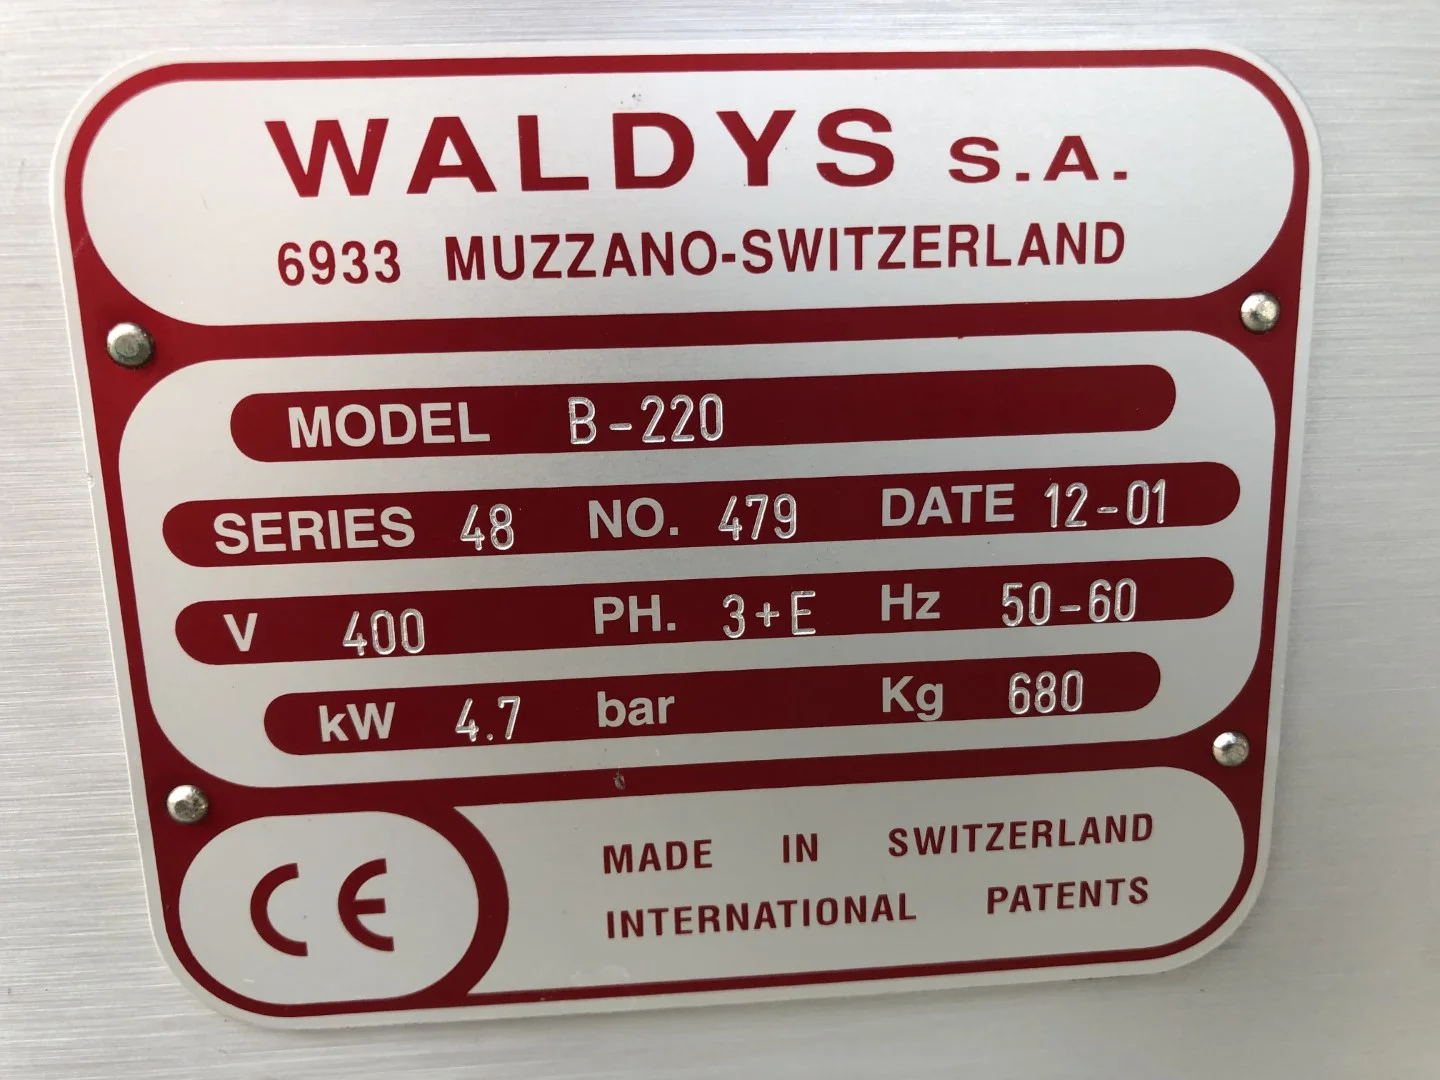 WALDYS S.A.
6933 MUZZANO-SWITZERLAND
MODEL B-220
SERIES 48 NO. 479 DATE 12-01
V 400 PH. 3+E Hz 50-60
kW 4.7 bar Kg 680
CE MADE IN SWITZERLAND
INTERNATIONAL PATENTS